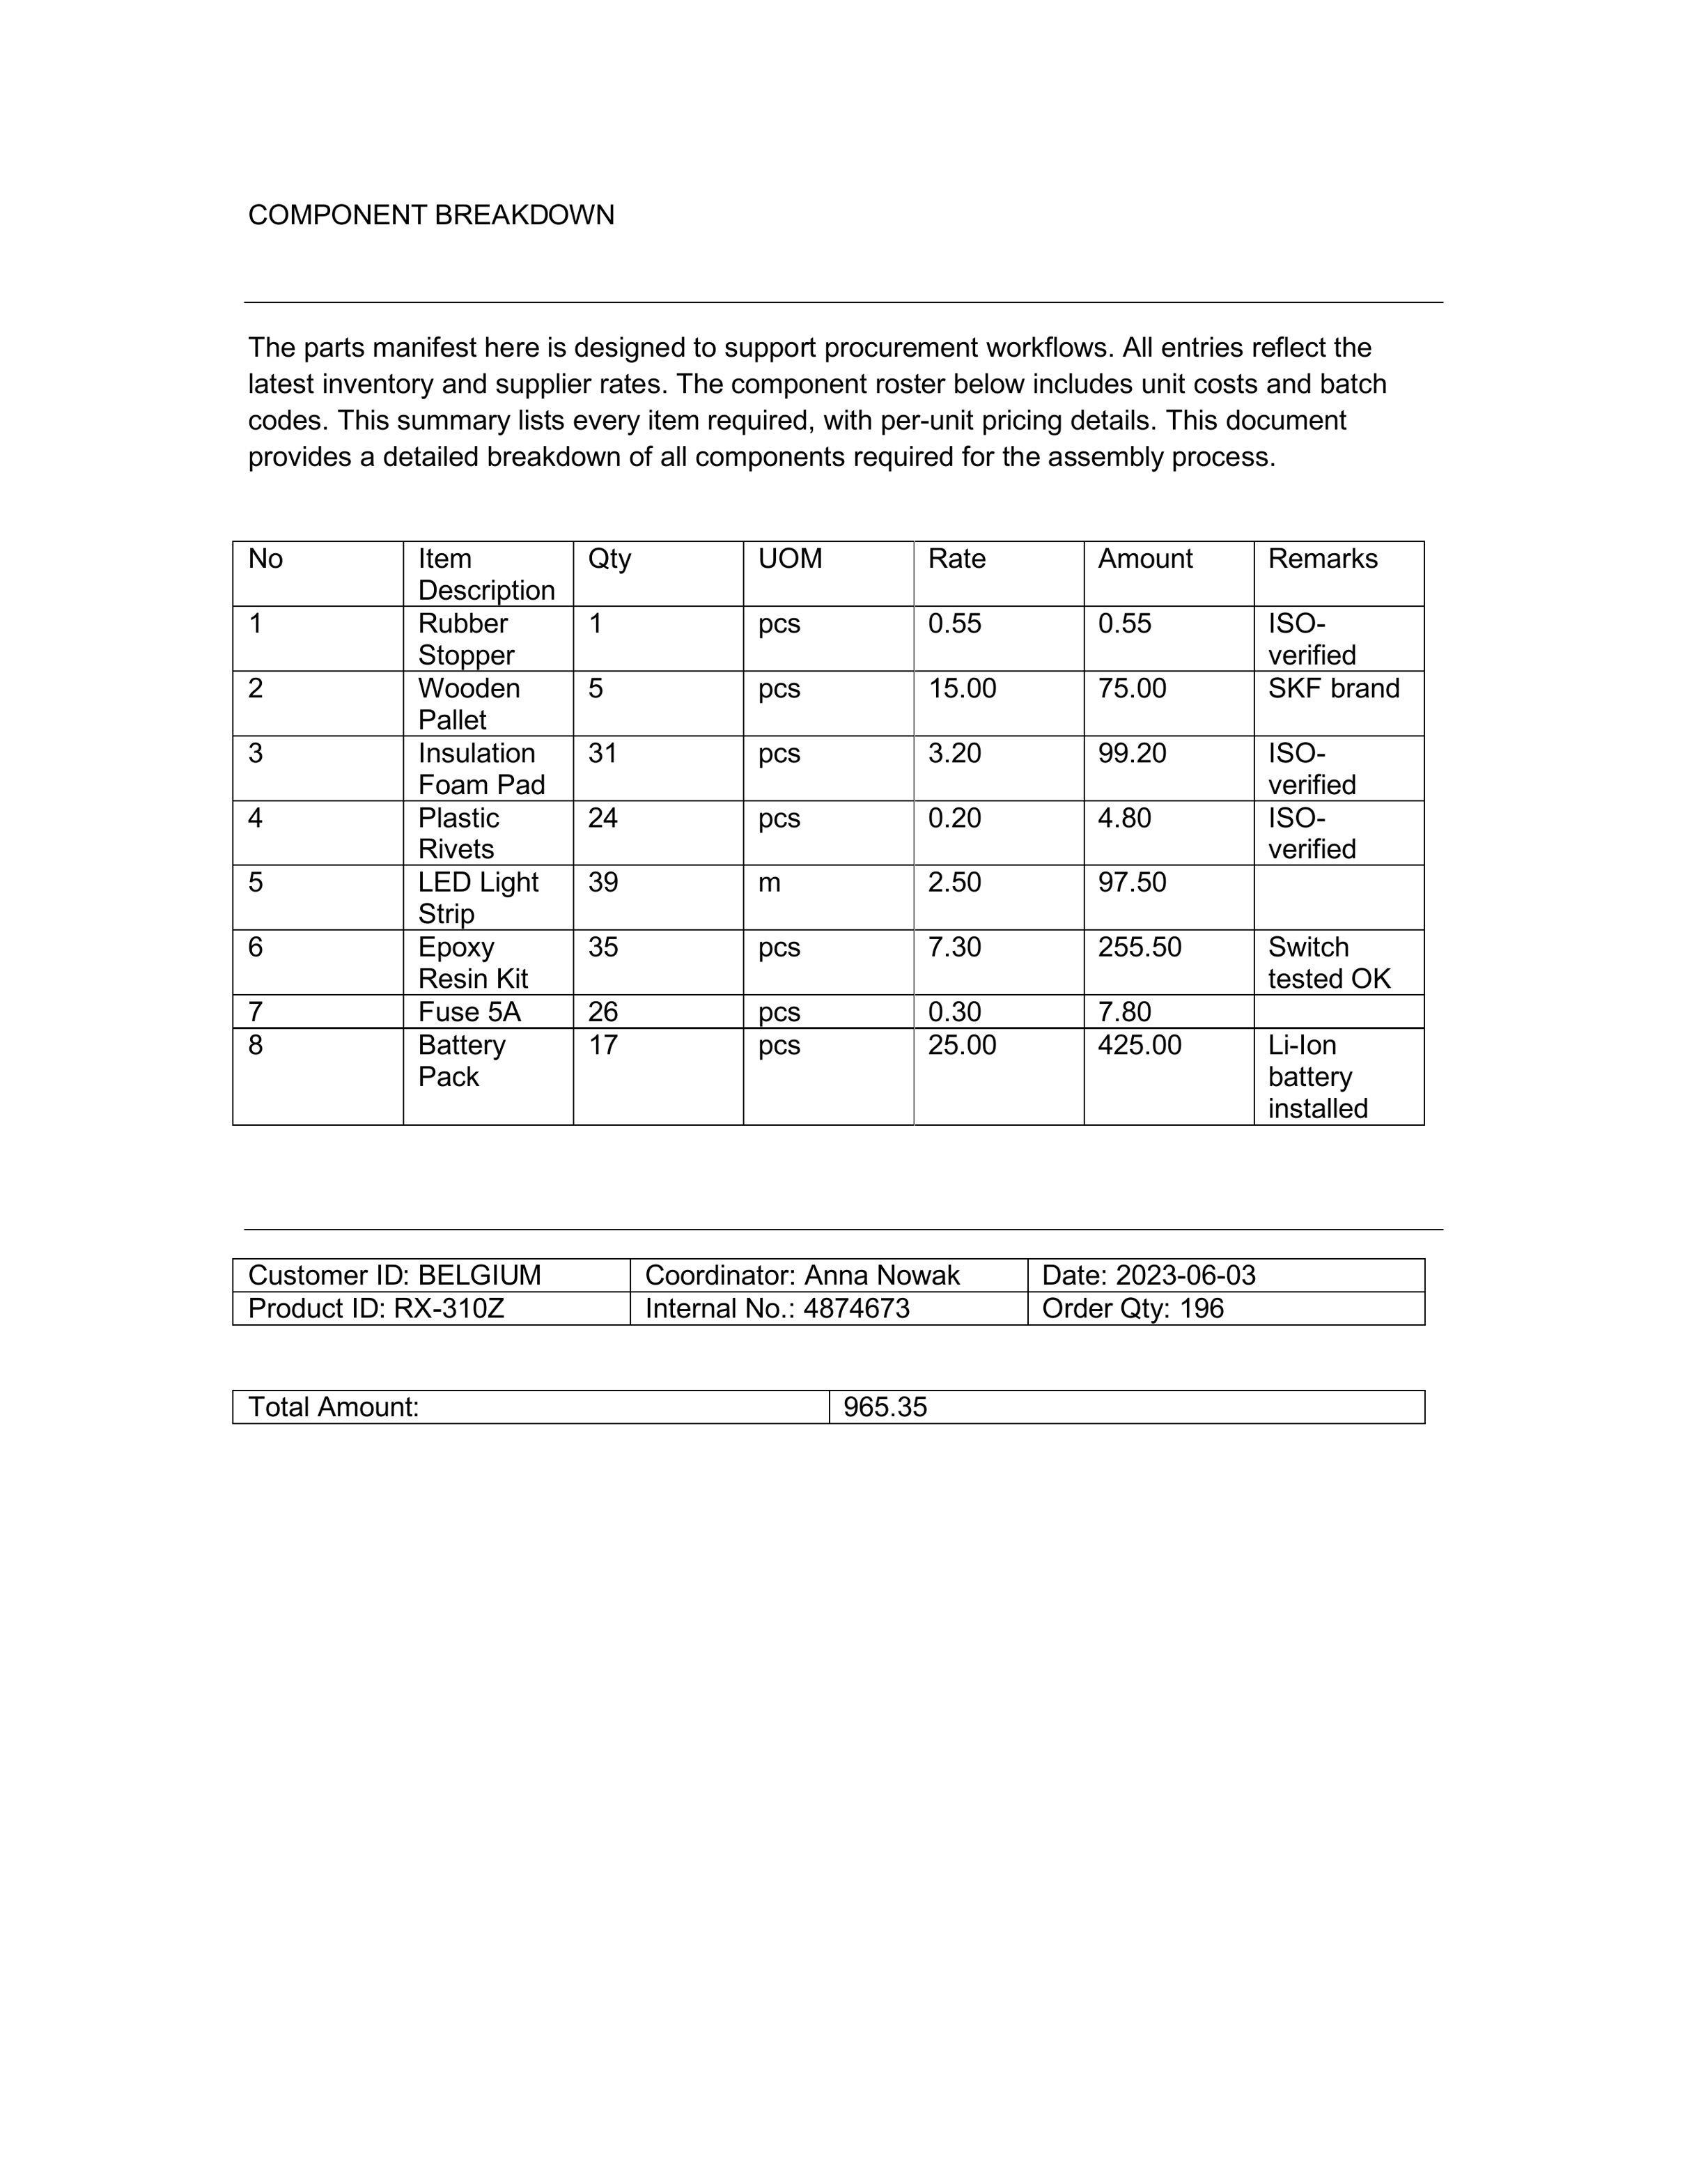 COMPONENT BREAKDOWN
The parts manifest here is designed to support procurement workflows. All entries reflect the
latest inventory and supplier rates. The component roster below includes unit costs and batch
codes. This summary lists every item required, with per-unit pricing details. This document
provides a detailed breakdown of all components required for the assembly process.
No Item Description Qty UOM Rate Amount Remarks
1 Rubber Stopper 1 pcs 0.55 0.55 ISO-verified
2 Wooden Pallet 5 pcs 15.00 75.00 SKF brand
3 Insulation Foam Pad 31 pcs 3.20 99.20 ISO-verified
4 Plastic Rivets 24 pcs 0.20 4.80 ISO-verified
5 LED Light Strip 39 m 2.50 97.50
6 Epoxy Resin Kit 35 pcs 7.30 255.50 Switch tested OK
7 Fuse 5A 26 pcs 0.30 7.80
8 Battery Pack 17 pcs 25.00 425.00 Li-Ion battery installed
Customer ID: BELGIUM Coordinator: Anna Nowak Date: 2023-06-03
Product ID: RX-310Z Internal No.: 4874673 Order Qty: 196
Total Amount: 965.35